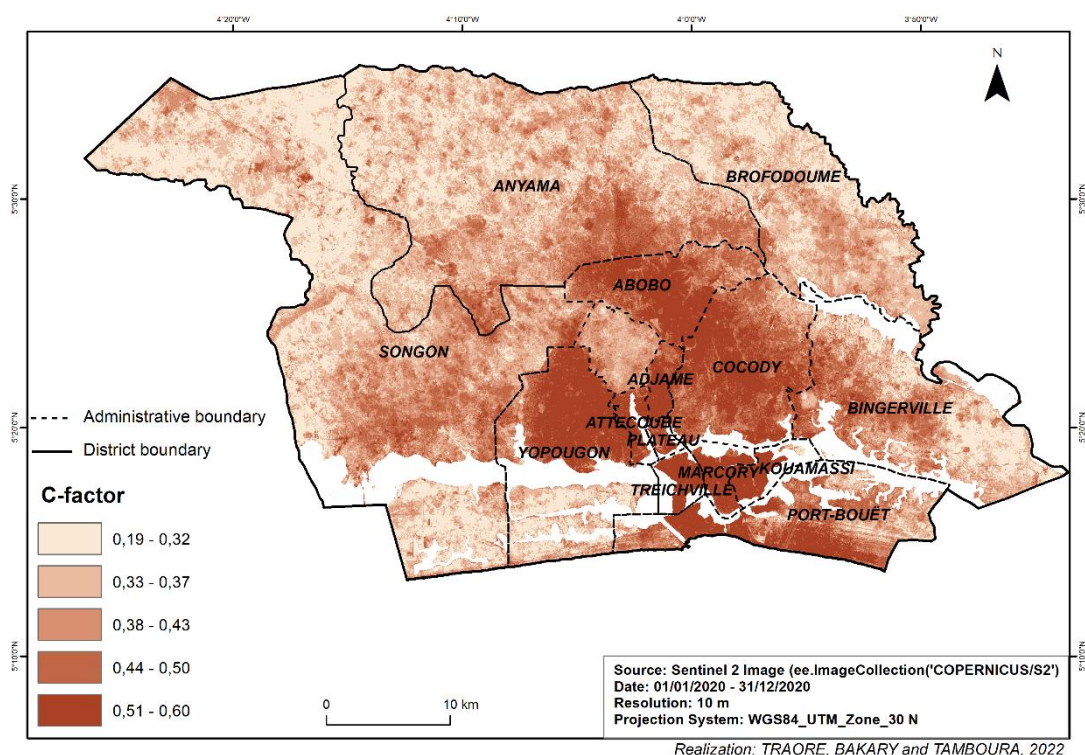 4°20'0"W 4°10'0"W 4°0'0"W 3°50'0"W
N
BROFODOUME
ANYAMA
5°30'0"N 5°30'0"N
ABOBO
SONGON
COCODY
ADJAME
BINGERVILLE
ATTECOUBE
5°20'0"N 5°20'0"N
PLATEAU
YOPOUGON
MARCORY
KOUAMASSI
TREICHVILLE
PORT-BOUËT
Administrative boundary
District boundary
C-factor
0,19 - 0,32
0,33 - 0,37
0,38 - 0,43
0,44 - 0,50
0,51 - 0,60
5°10'0"N 5°10'0"N
0 10 km
Source: Sentinel 2 Image (ee.ImageCollection('COPERNICUS/S2')
Date: 01/01/2020 - 31/12/2020
Resolution: 10 m
Projection System: WGS84_UTM_Zone_30 N
Realization: TRAORE, BAKARY and TAMBOURA, 2022